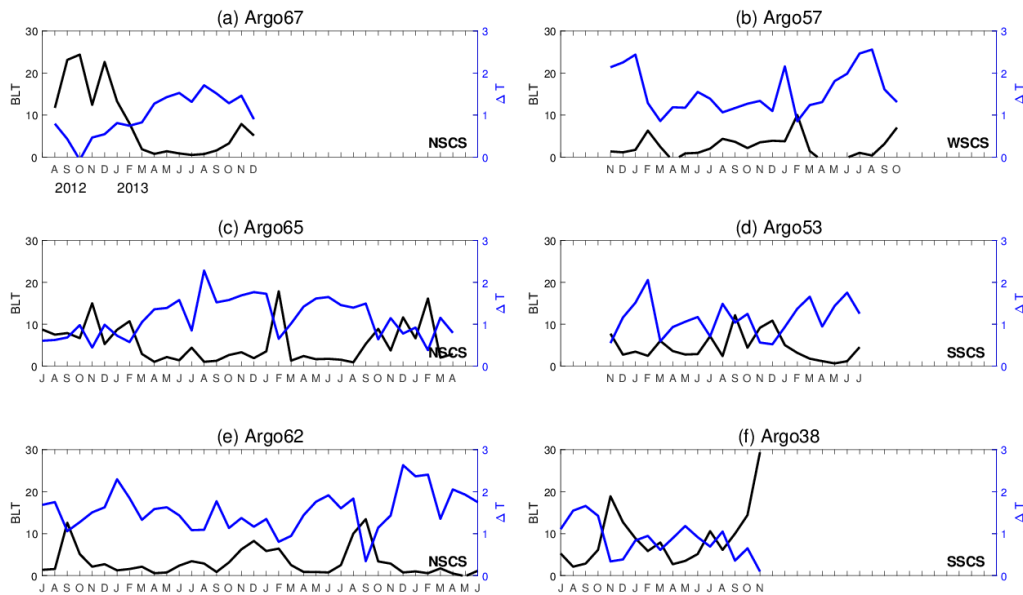 (a) Argo67
30
20
10
0
BLT
3
2
1
0
Δ T
NSCS
A S O N D J F M A M J J A S O N D
2012 2013
(b) Argo57
30
20
10
0
BLT
3
2
1
0
Δ T
WSCS
N D J F M A M J J A S O N D J F M A M J J A S O
(c) Argo65
30
20
10
0
BLT
3
2
1
0
Δ T
NSCS
J A S O N D J F M A M J J A S O N D J F M A M J J A S O N D J F M A
(d) Argo53
30
20
10
0
BLT
3
2
1
0
Δ T
SSCS
N D J F M A M J J A S O N D J F M A M J J
(e) Argo62
30
20
10
0
BLT
3
2
1
0
Δ T
NSCS
J A S O N D J F M A M J J A S O N D J F M A M J J A S O N D J F M A M J
(f) Argo38
30
20
10
0
BLT
3
2
1
0
Δ T
SSCS
J A S O N D J F M A M J J A S O N